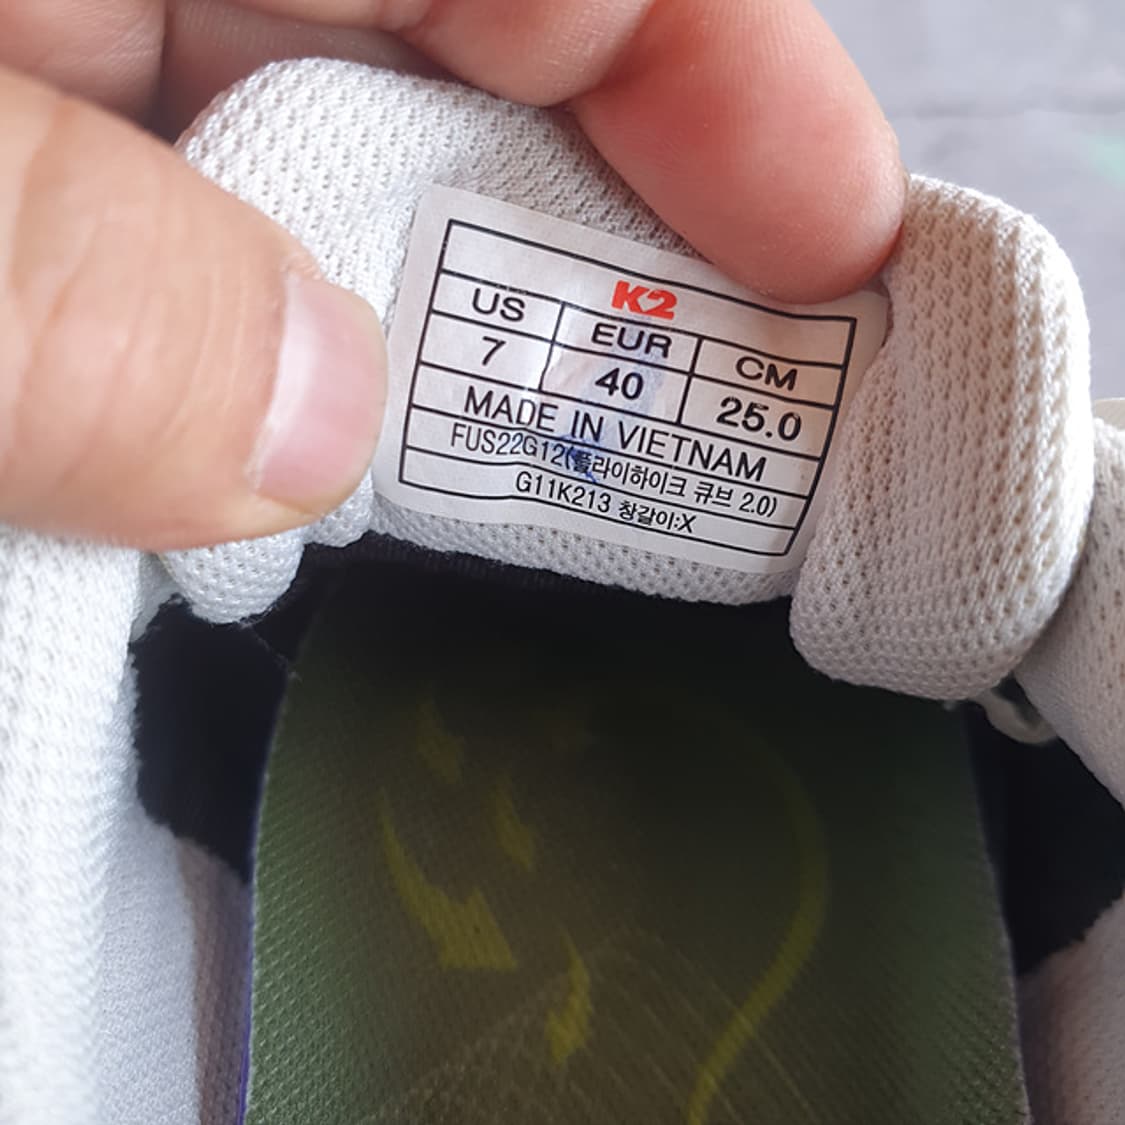 K2
US EUR CM
7 40 25.0
MADE IN VIETNAM
FUS22G12(플라이하이크 큐브 2.0)
G11K213 창갈이:X